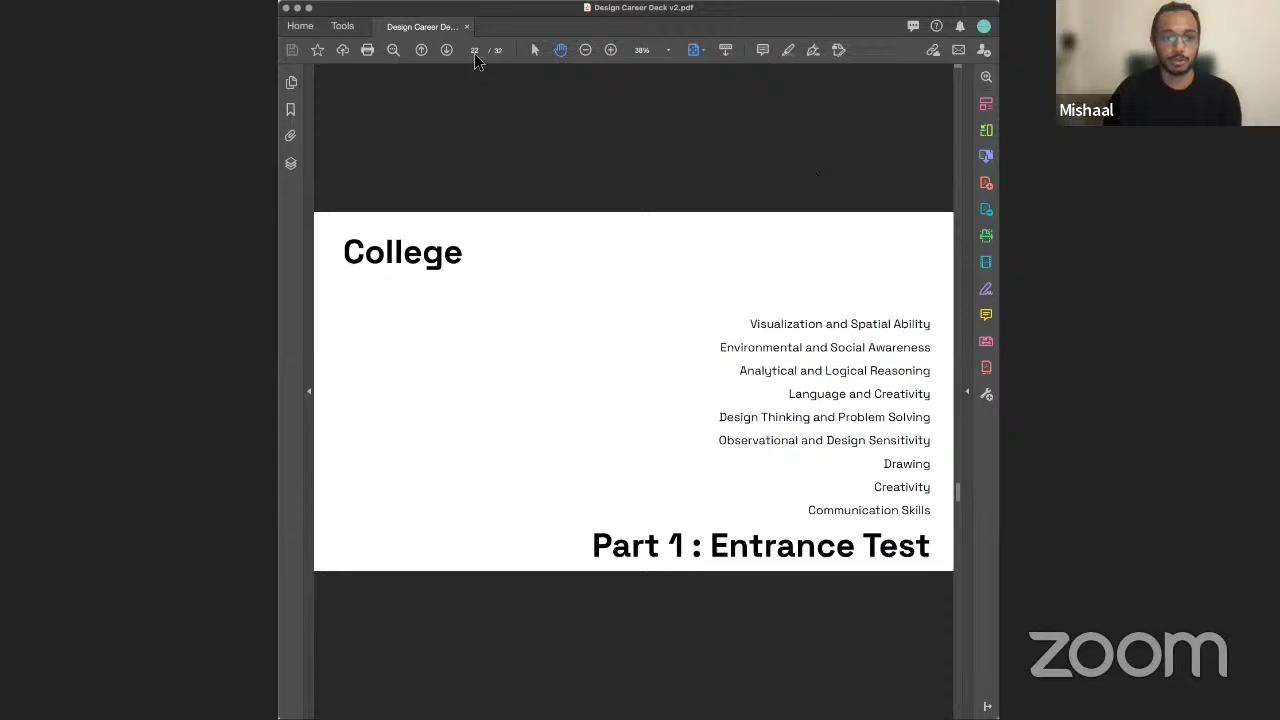 Design Career Deck v2.pdf
Home
Tools
Design Career De...
22 / 32
38%
Mishaal
College
Visualization and Spatial Ability
Environmental and Social Awareness
Analytical and Logical Reasoning
Language and Creativity
Design Thinking and Problem Solving
Observational and Design Sensitivity
Drawing
Creativity
Communication Skills
Part 1 : Entrance Test
zoom